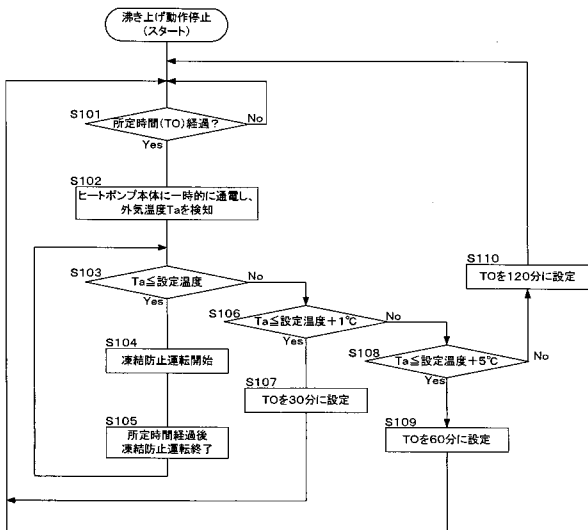 沸き上げ動作停止
(スタート)
S101
所定時間(TO)経過?
No
Yes
S102
ヒートポンプ本体に一時的に通電し、
外気温度Taを検知
S103
Ta≦設定温度
No
Yes
S104
凍結防止運転開始
S105
所定時間経過後
凍結防止運転終了
S106
Ta≦設定温度+1℃
No
Yes
S107
TOを30分に設定
S108
Ta≦設定温度+5℃
No
Yes
S109
TOを60分に設定
S110
TOを120分に設定